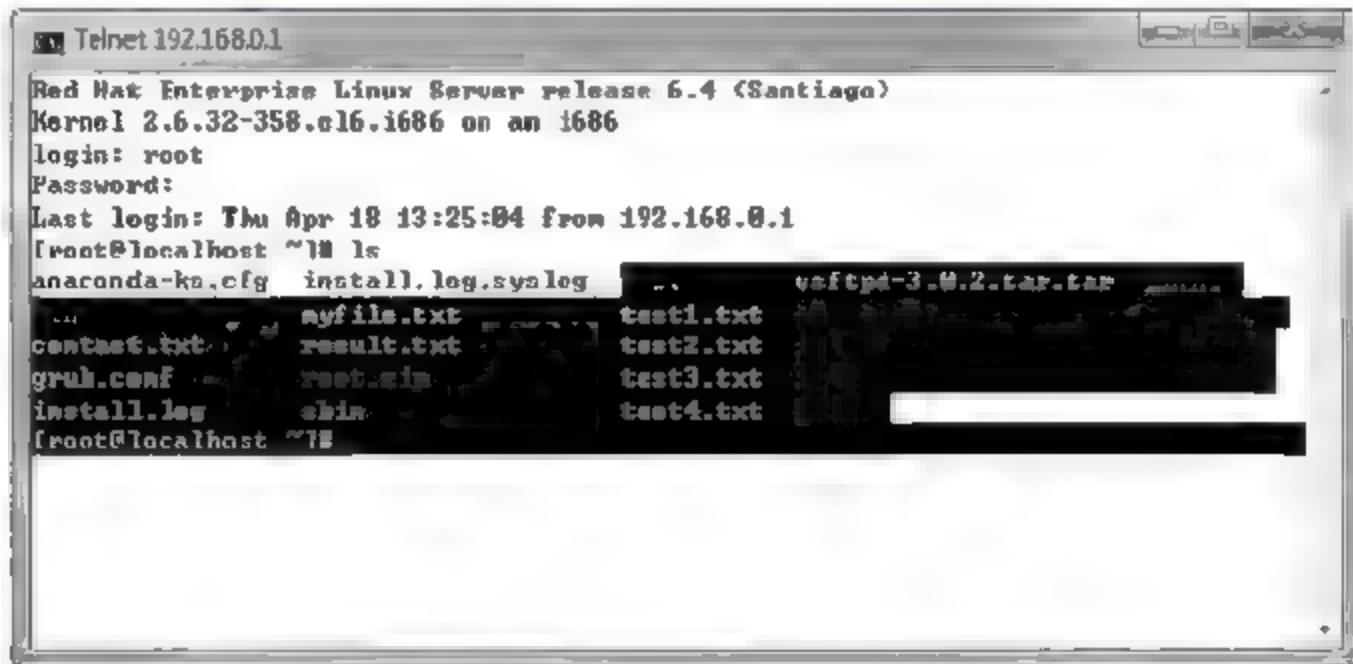 Telnet 192.168.0.1
Red Hat Enterprise Linux Server release 6.4 (Santiago)
Kernel 2.6.32-358.el6.i686 on an i686
login: root
Password:
Last login: Thu Apr 18 13:25:04 from 192.168.0.1
[root@localhost ~]# ls
anaconda-ks.cfg install.log.syslog vsftpd-3.0.2.tar.tar
myfile.txt test1.txt
contact.txt result.txt test2.txt
grub.conf root.zip test3.txt
install.log sbin test4.txt
[root@localhost ~]#